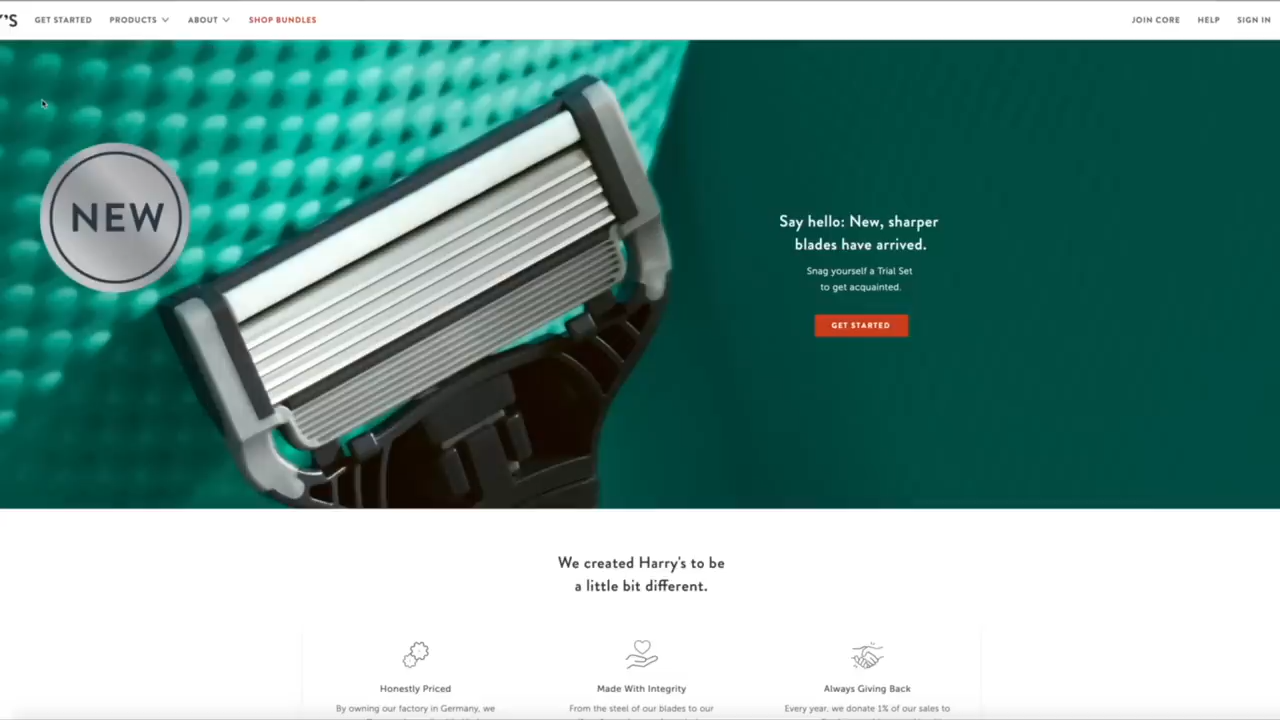 'S GET STARTED PRODUCTS ABOUT SHOP BUNDLES JOIN CORE HELP SIGN IN
NEW
Say hello: New, sharper
blades have arrived.
Snag yourself a Trial Set
to get acquainted.
GET STARTED
We created Harry's to be
a little bit different.
Honestly Priced Made With Integrity Always Giving Back
By owning our factory in Germany, we From the steel of our blades to our Every year, we donate 1% of our sales to